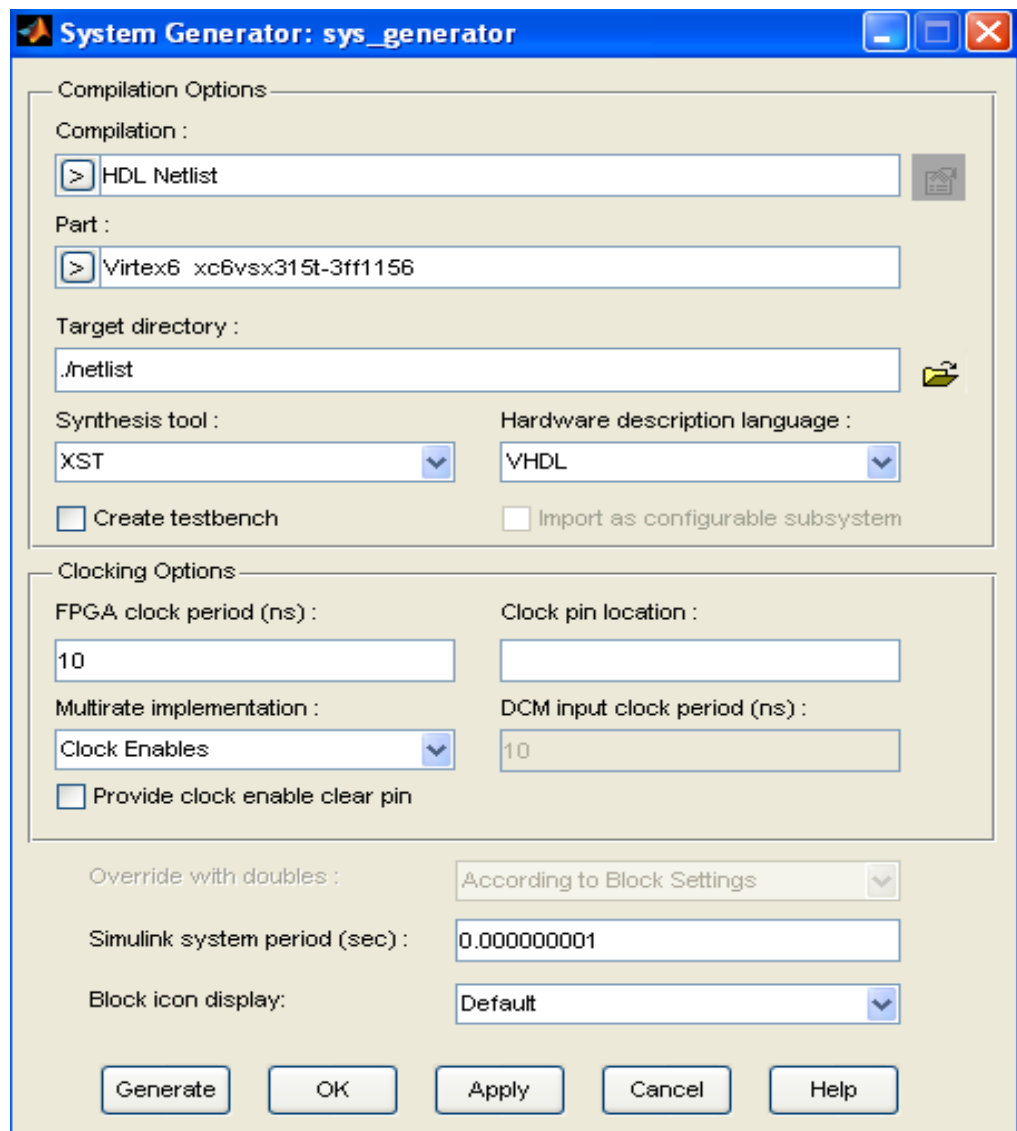 System Generator: sys_generator
Compilation Options
Compilation :
> HDL Netlist
Part :
> Virtex6 xc6vsx315t-3ff1156
Target directory :
./netlist
Synthesis tool : Hardware description language :
XST VHDL
Create testbench Import as configurable subsystem
Clocking Options
FPGA clock period (ns) : Clock pin location :
10
Multirate implementation : DCM input clock period (ns) :
Clock Enables 10
Provide clock enable clear pin
Override with doubles : According to Block Settings
Simulink system period (sec) : 0.000000001
Block icon display: Default
Generate OK Apply Cancel Help